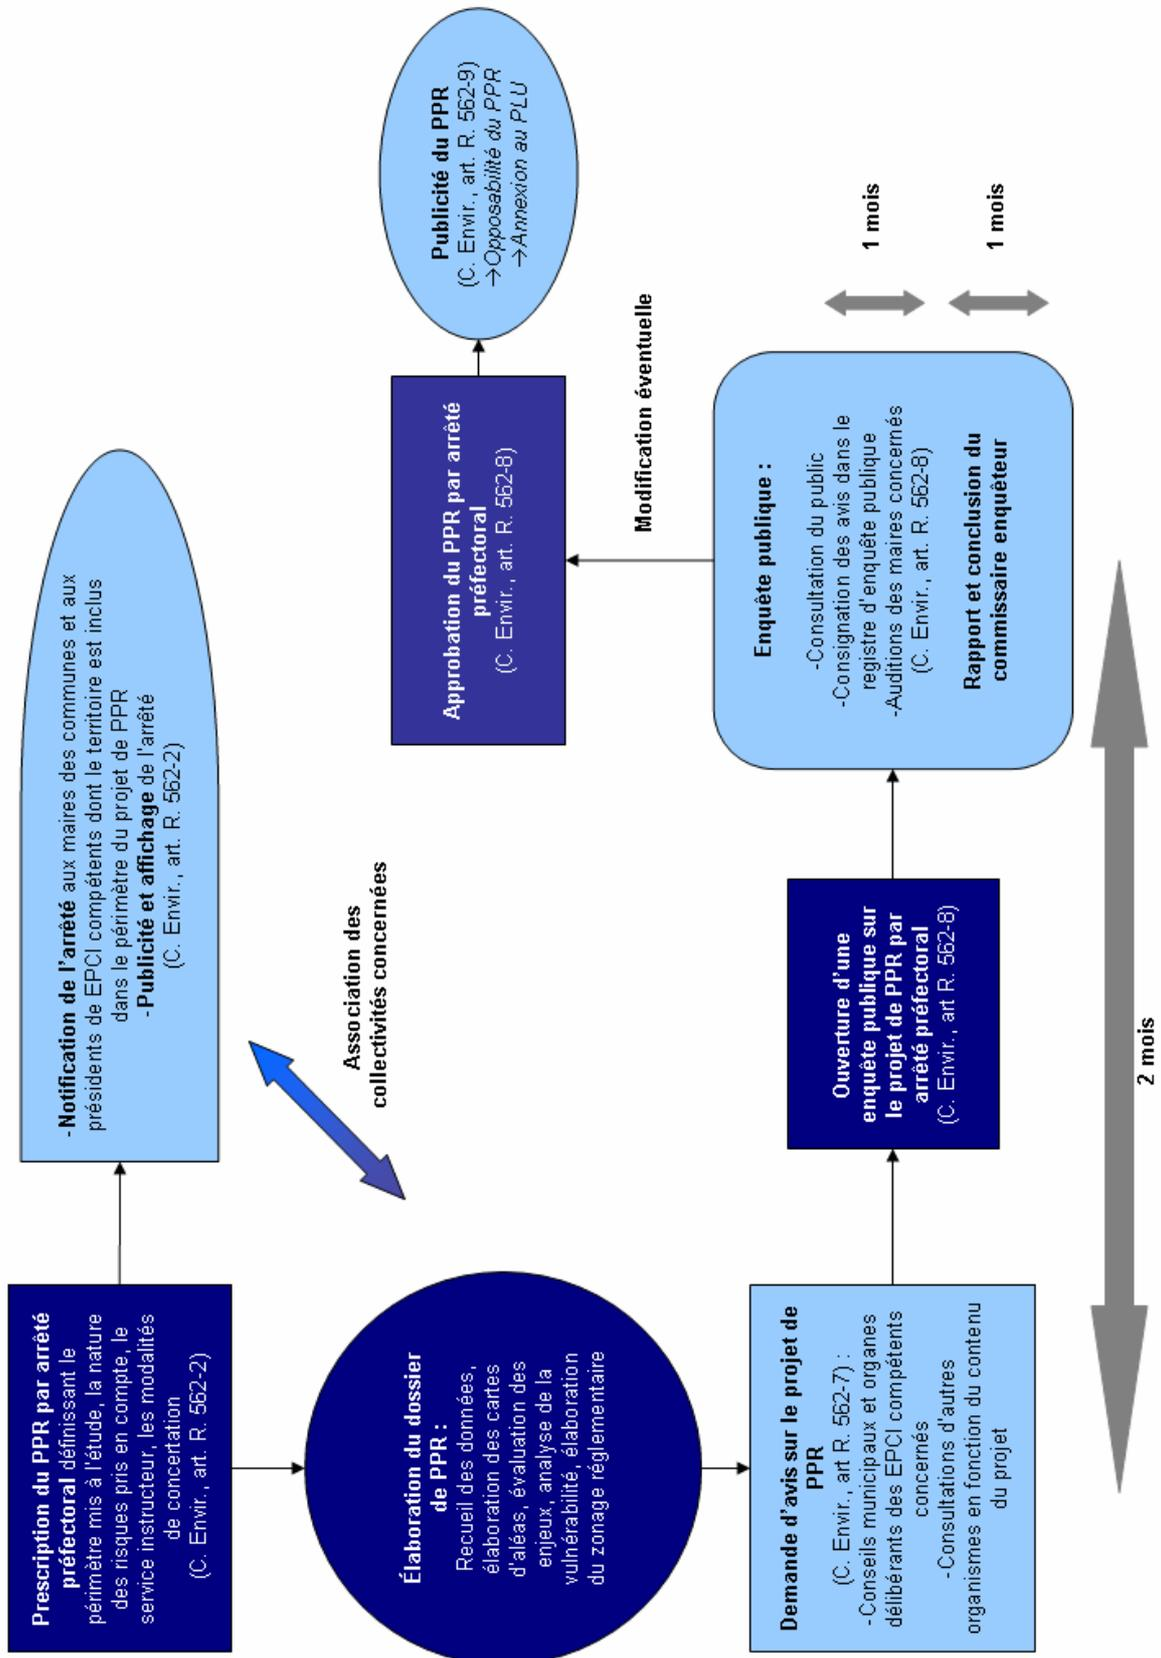 Prescription du PPR par arrêté
préfectoral définissant le
périmètre mis à l'étude, la nature
des risques pris en compte, le
service instructeur, les modalités
de concertation
(C. Envir., art. R. 562-2)
-Notification de l'arrêté aux maires des communes et aux
présidents de EPCI compétents dont le territoire est inclus
dans le périmètre du projet de PPR
-Publicité et affichage de l'arrêté
(C. Envir., art. R. 562-2)
Association des
collectivités concernées
Élaboration du dossier
de PPR :
Recueil des données,
élaboration des cartes
d'aléas, évaluation des
enjeux, analyse de la
vulnérabilité, élaboration
du zonage réglementaire
Demande d'avis sur le projet de
PPR
(C. Envir., art R. 562-7) :
-Conseils municipaux et organes
délibérants des EPCI compétents
concernés
-Consultations d'autres
organismes en fonction du contenu
du projet
Ouverture d'une
enquête publique sur
le projet de PPR par
arrêté préfectoral
(C. Envir., art R. 562-8)
Enquête publique :
-Consultation du public
-Consignation des avis dans le
registre d'enquête publique
-Auditions des maires concernés
(C. Envir., art. R. 562-8)
Rapport et conclusion du
commissaire enquêteur
1 mois
1 mois
2 mois
Modification éventuelle
Approbation du PPR par arrêté
préfectoral
(C. Envir., art. R. 562-8)
Publicité du PPR
(C. Envir., art. R. 562-9)
→Opposabilité du PPR
→Annexion au PLU